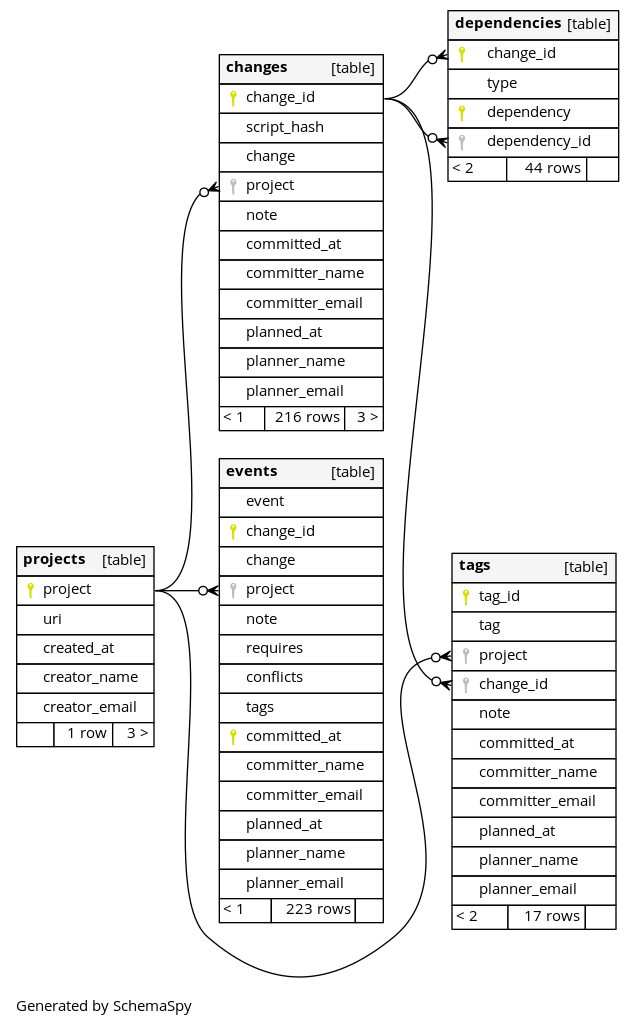 dependencies [table]
change_id
type
dependency
dependency_id
< 2 44 rows
changes [table]
change_id
script_hash
change
project
note
committed_at
committer_name
committer_email
planned_at
planner_name
planner_email
< 1 216 rows 3 >
events [table]
event
change_id
change
project
note
requires
conflicts
tags
committed_at
committer_name
committer_email
planned_at
planner_name
planner_email
< 1 223 rows
projects [table]
project
uri
created_at
creator_name
creator_email
1 row 3 >
tags [table]
tag_id
tag
project
change_id
note
committed_at
committer_name
committer_email
planned_at
planner_name
planner_email
< 2 17 rows
Generated by SchemaSpy